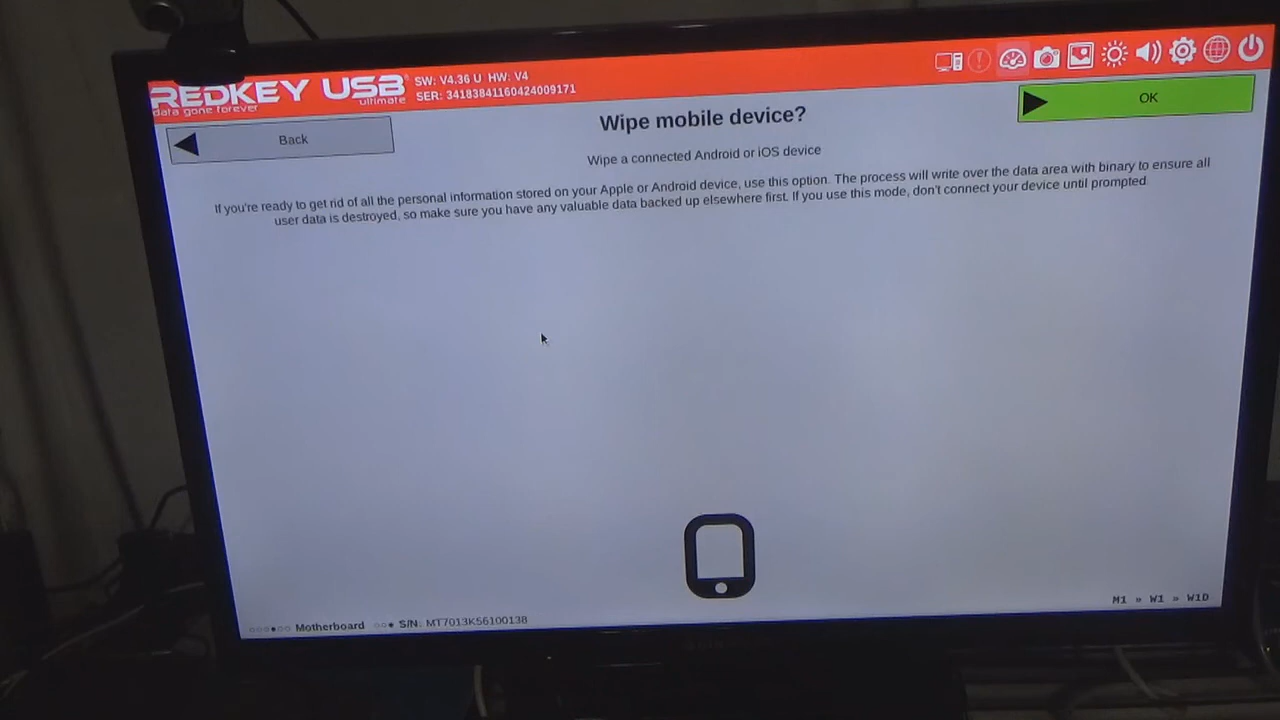 REDKEY USB
ultimate
data gone forever
SW: V4.36 U HW: V4
SER: 34183841160424009171
Back
Wipe mobile device?
OK
Wipe a connected Android or iOS device
If you're ready to get rid of all the personal information stored on your Apple or Android device, use this option. The process will write over the data area with binary to ensure all
user data is destroyed, so make sure you have any valuable data backed up elsewhere first. If you use this mode, don't connect your device until prompted.
Motherboard S/N: MT7013K56100138
M1 » W1 » W1D